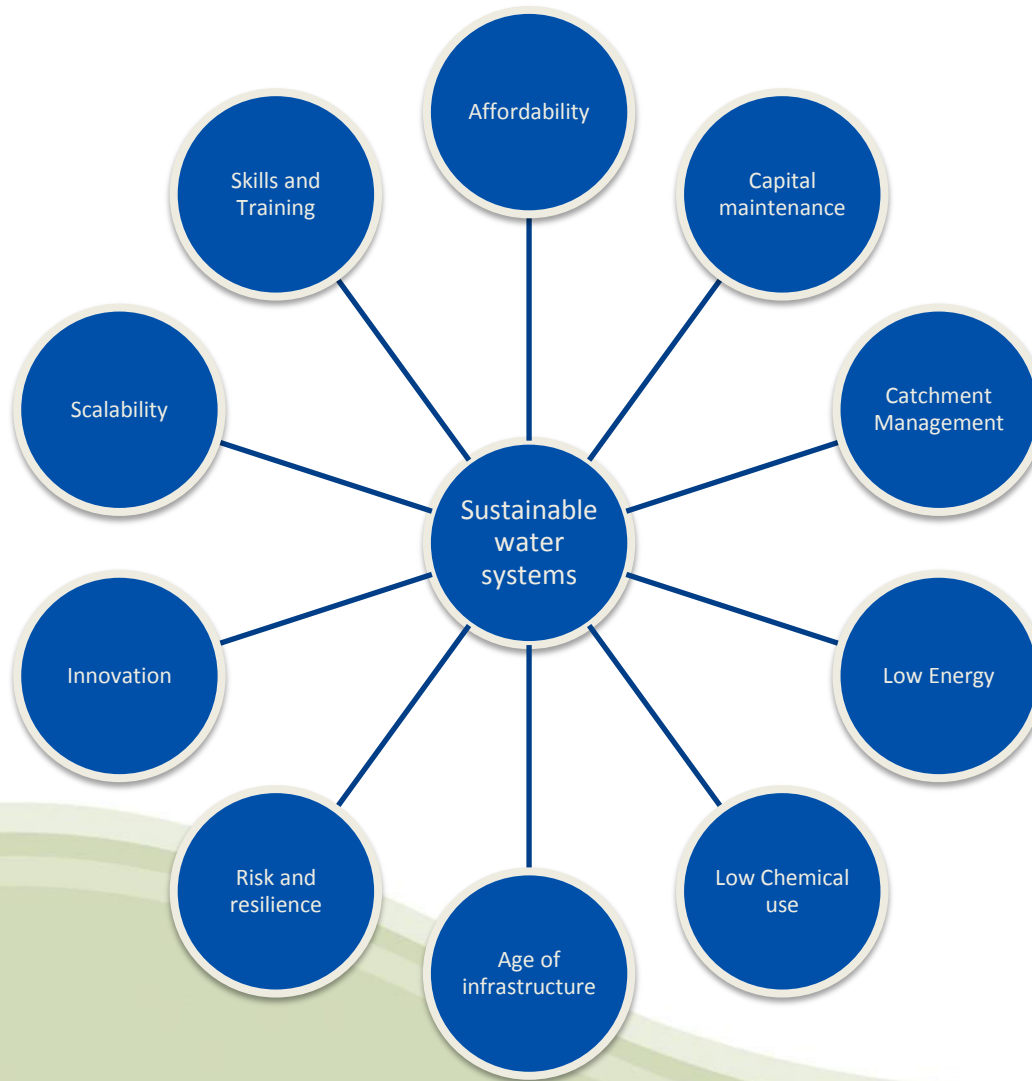 Affordability
Capital
maintenance
Catchment
Management
Low Energy
Low Chemical
use
Age of
infrastructure
Risk and
resilience
Innovation
Scalability
Skills and
Training
Sustainable
water
systems